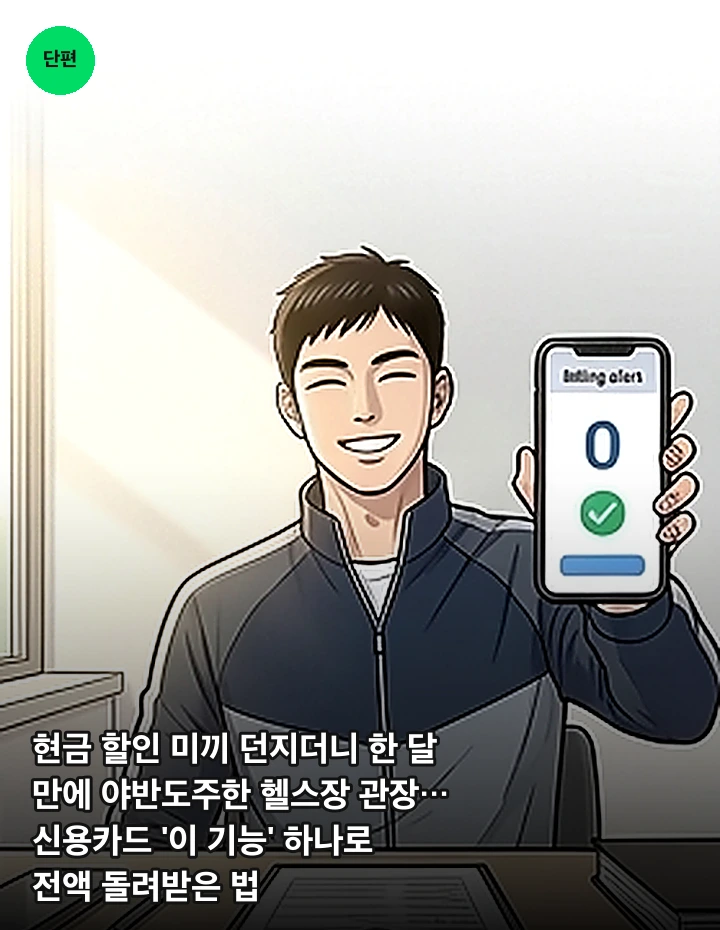 단편
0
현금 할인 미끼 던지더니 한 달
만에 야반도주한 헬스장 관장…
신용카드 '이 기능' 하나로
전액 돌려받은 법